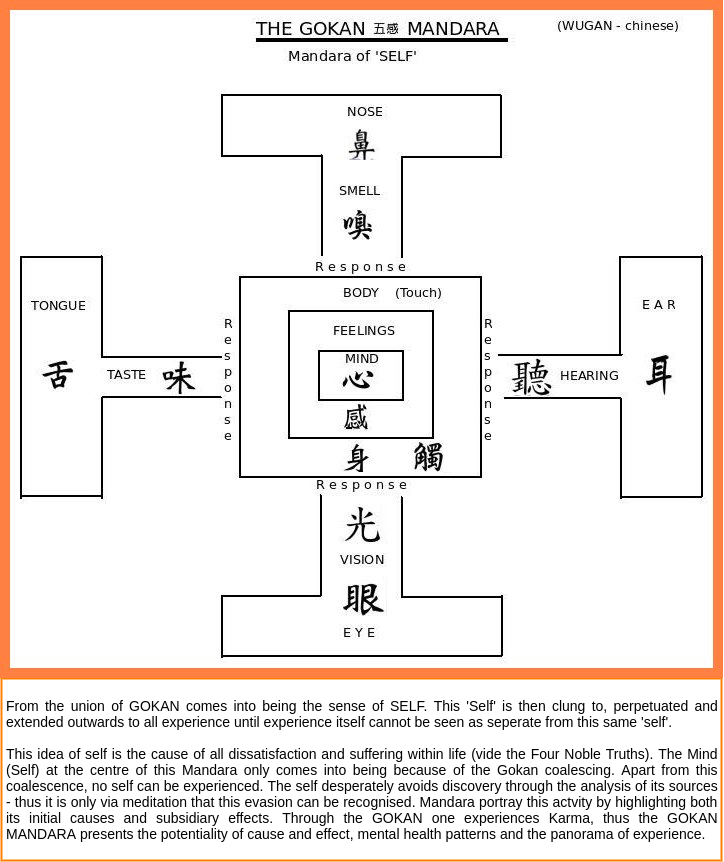 THE GOKAN 五感 MANDARA
(WUGAN - chinese)
Mandara of 'SELF'
NOSE
鼻
SMELL
嗅
Response
BODY (Touch)
FEELINGS
MIND
心
感
身 觸
Response
TONGUE
舌
TASTE 味
Response
Response
聽 HEARING
EAR
耳
光
VISION
眼
EYE
From the union of GOKAN comes into being the sense of SELF. This 'Self' is then clung to, perpetuated and
extended outwards to all experience until experience itself cannot be seen as seperate from this same 'self'.
This idea of self is the cause of all dissatisfaction and suffering within life (vide the Four Noble Truths). The Mind
(Self) at the centre of this Mandara only comes into being because of the Gokan coalescing. Apart from this
coalescence, no self can be experienced. The self desperately avoids discovery through the analysis of its sources
- thus it is only via meditation that this evasion can be recognised. Mandara portray this actvity by highlighting both
its initial causes and subsidiary effects. Through the GOKAN one experiences Karma, thus the GOKAN
MANDARA presents the potentiality of cause and effect, mental health patterns and the panorama of experience.